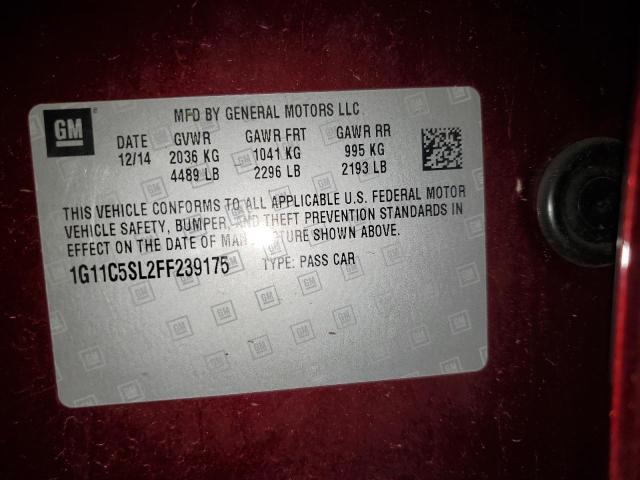 GM
MFD BY GENERAL MOTORS LLC
DATE GVWR GAWR FRT GAWR RR
12/14 2036 KG 1041 KG 995 KG
4489 LB 2296 LB 2193 LB
THIS VEHICLE CONFORMS TO ALL APPLICABLE U.S. FEDERAL MOTOR
VEHICLE SAFETY, BUMPER, AND THEFT PREVENTION STANDARDS IN
EFFECT ON THE DATE OF MANUFACTURE SHOWN ABOVE.
1G11C5SL2FF239175 TYPE: PASS CAR